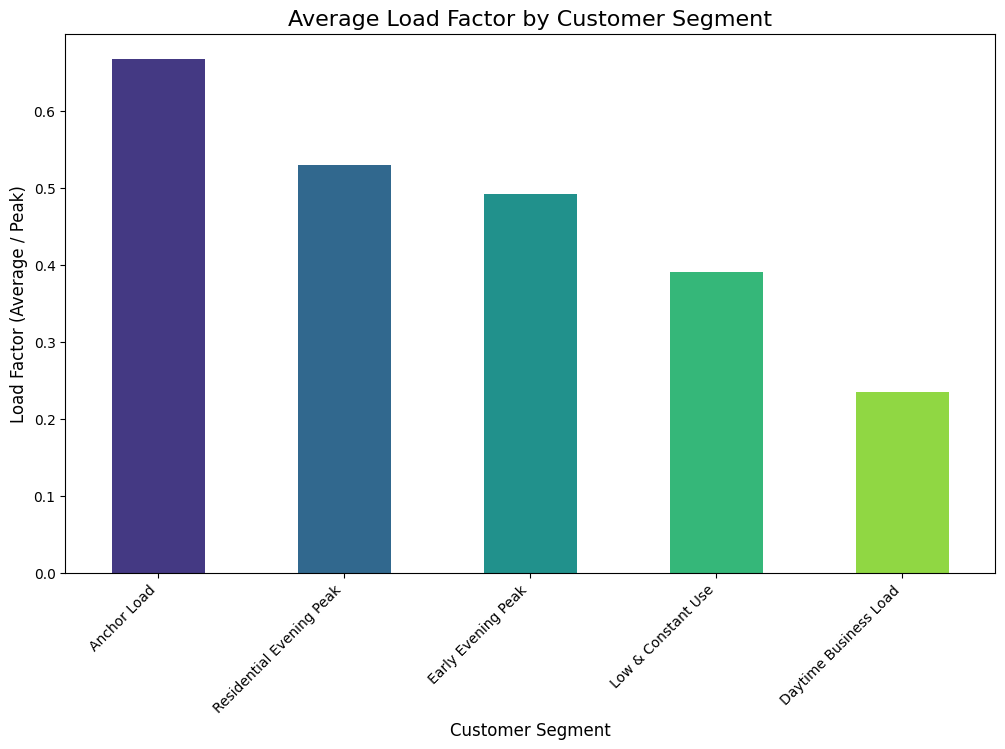 Average Load Factor by Customer Segment
Load Factor (Average / Peak)
0.6
0.5
0.4
0.3
0.2
0.1
0.0
Anchor Load
Residential Evening Peak
Early Evening Peak
Low & Constant Use
Daytime Business Load
Customer Segment